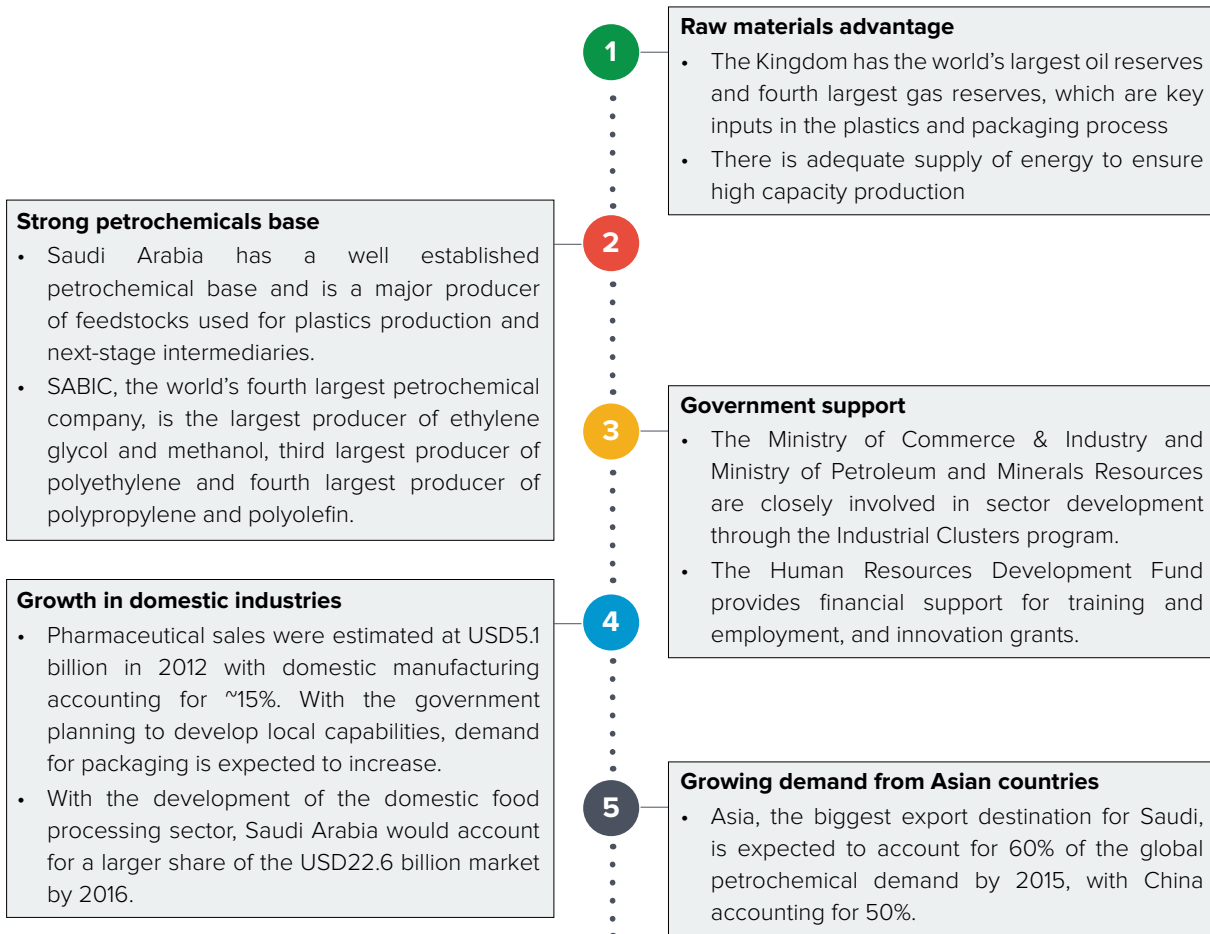 1
Raw materials advantage
• The Kingdom has the world's largest oil reserves
and fourth largest gas reserves, which are key
inputs in the plastics and packaging process
• There is adequate supply of energy to ensure
high capacity production
2
Strong petrochemicals base
• Saudi Arabia has a well established
petrochemical base and is a major producer
of feedstocks used for plastics production and
next-stage intermediaries.
• SABIC, the world's fourth largest petrochemical
company, is the largest producer of ethylene
glycol and methanol, third largest producer of
polyethylene and fourth largest producer of
polypropylene and polyolefin.
3
Government support
• The Ministry of Commerce & Industry and
Ministry of Petroleum and Minerals Resources
are closely involved in sector development
through the Industrial Clusters program.
• The Human Resources Development Fund
provides financial support for training and
employment, and innovation grants.
4
Growth in domestic industries
• Pharmaceutical sales were estimated at USD5.1
billion in 2012 with domestic manufacturing
accounting for ~15%. With the government
planning to develop local capabilities, demand
for packaging is expected to increase.
• With the development of the domestic food
processing sector, Saudi Arabia would account
for a larger share of the USD22.6 billion market
by 2016.
5
Growing demand from Asian countries
• Asia, the biggest export destination for Saudi,
is expected to account for 60% of the global
petrochemical demand by 2015, with China
accounting for 50%.